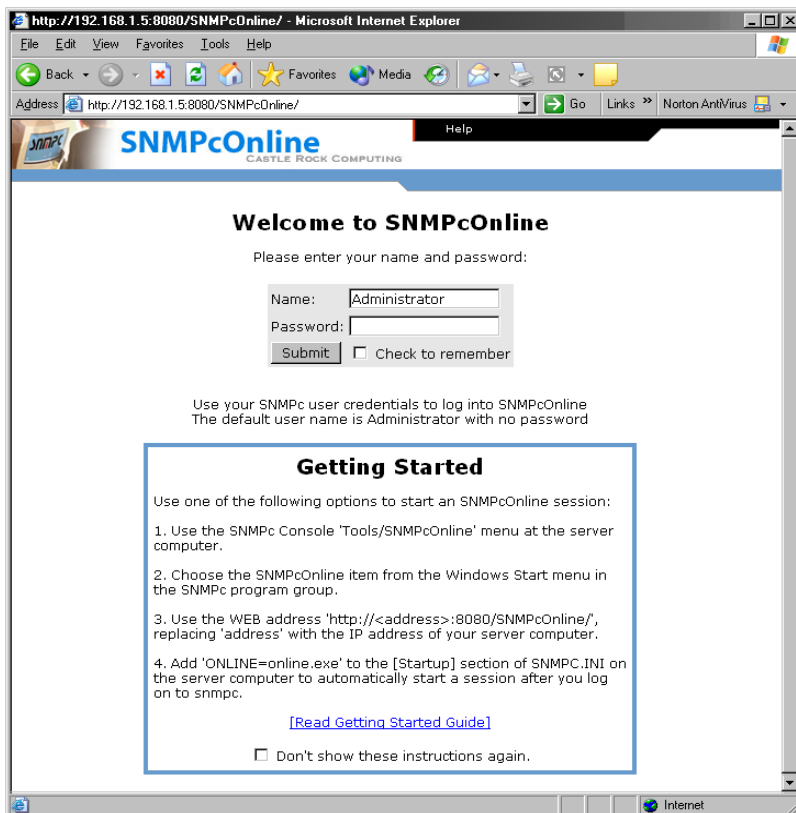 http://192.168.1.5:8080/SNMPcOnline/ - Microsoft Internet Explorer
File Edit View Favorites Tools Help
Back Favorites Media
Address http://192.168.1.5:8080/SNMPcOnline/ Go Links » Norton AntiVirus
snmpc
SNMPcOnline
CASTLE ROCK COMPUTING
Help
Welcome to SNMPcOnline
Please enter your name and password:
Name: Administrator
Password:
Submit Check to remember
Use your SNMPc user credentials to log into SNMPcOnline
The default user name is Administrator with no password
Getting Started
Use one of the following options to start an SNMPcOnline session:
1. Use the SNMPc Console 'Tools/SNMPcOnline' menu at the server
computer.
2. Choose the SNMPcOnline item from the Windows Start menu in
the SNMPc program group.
3. Use the WEB address 'http://<address>:8080/SNMPcOnline/',
replacing 'address' with the IP address of your server computer.
4. Add 'ONLINE=online.exe' to the [Startup] section of SNMPC.INI on
the server computer to automatically start a session after you log
on to snmpc.
[Read Getting Started Guide]
Don't show these instructions again.
Internet